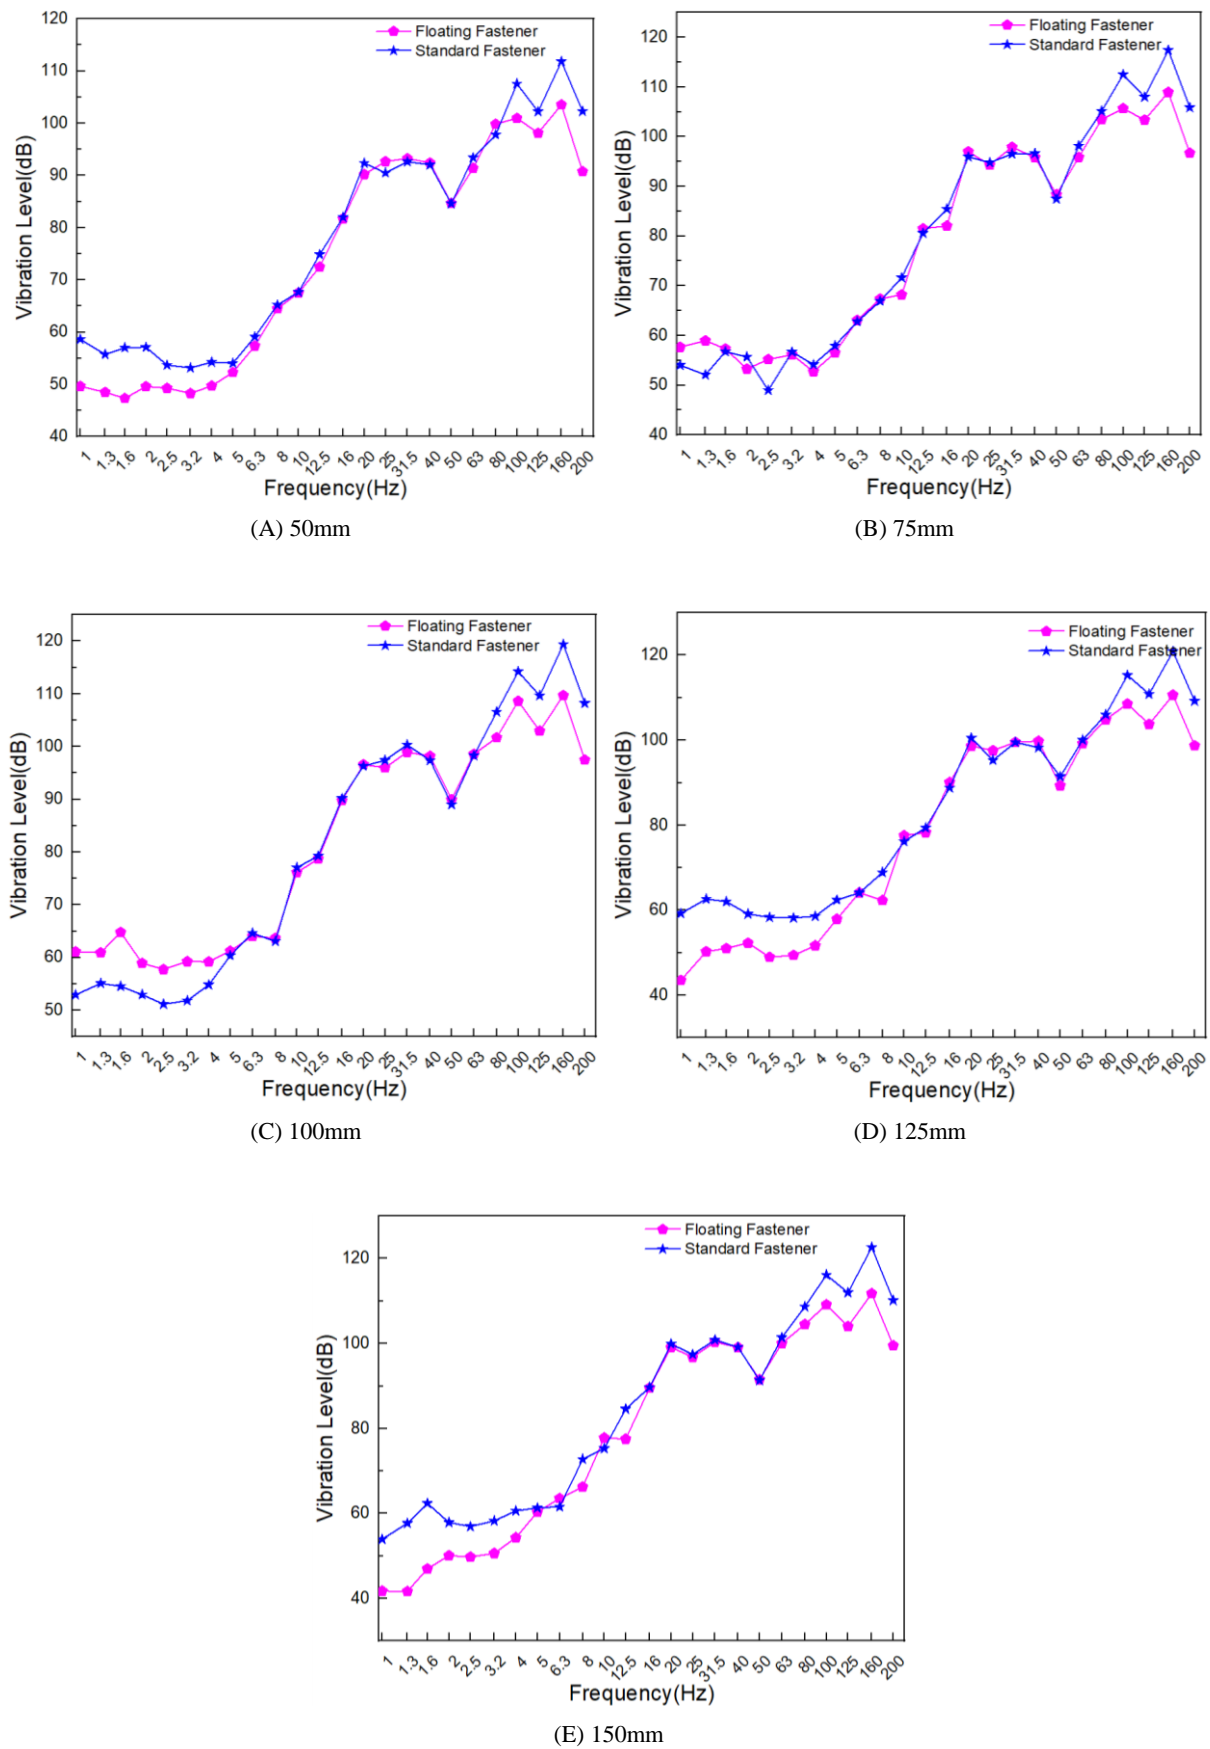 120
110
100
90
80
70
60
50
40
Vibration Level(dB)
Floating Fastener
Standard Fastener
1 1.3 1.6 2 2.5 3.2 4 5 6.3 8 10 12.5 16 20 25 31.5 40 50 63 80 100 125 160 200
Frequency(Hz)
(A) 50mm
120
110
100
90
80
70
60
50
40
Vibration Level(dB)
Floating Fastener
Standard Fastener
1 1.3 1.6 2 2.5 3.2 4 5 6.3 8 10 12.5 16 20 25 31.5 40 50 63 80 100 125 160 200
Frequency(Hz)
(B) 75mm
120
110
100
90
80
70
60
50
Vibration Level(dB)
Floating Fastener
Standard Fastener
1 1.3 1.6 2 2.5 3.2 4 5 6.3 8 10 12.5 16 20 25 31.5 40 50 63 80 100 125 160 200
Frequency(Hz)
(C) 100mm
120
100
80
60
40
Vibration Level(dB)
Floating Fastener
Standard Fastener
1 1.3 1.6 2 2.5 3.2 4 5 6.3 8 10 12.5 16 20 25 31.5 40 50 63 80 100 125 160 200
Frequency(Hz)
(D) 125mm
120
100
80
60
40
Vibration Level(dB)
Floating Fastener
Standard Fastener
1 1.3 1.6 2 2.5 3.2 4 5 6.3 8 10 12.5 16 20 25 31.5 40 50 63 80 100 125 160 200
Frequency(Hz)
(E) 150mm